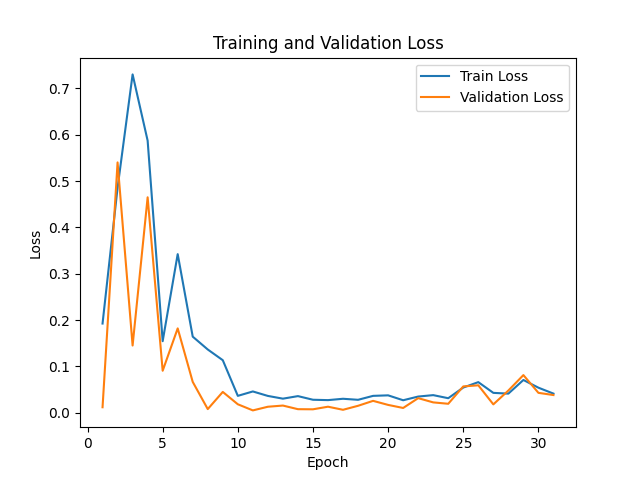 Training and Validation Loss
Train Loss
Validation Loss
0.7
0.6
0.5
0.4
0.3
0.2
0.1
0.0
Loss
0 5 10 15 20 25 30
Epoch